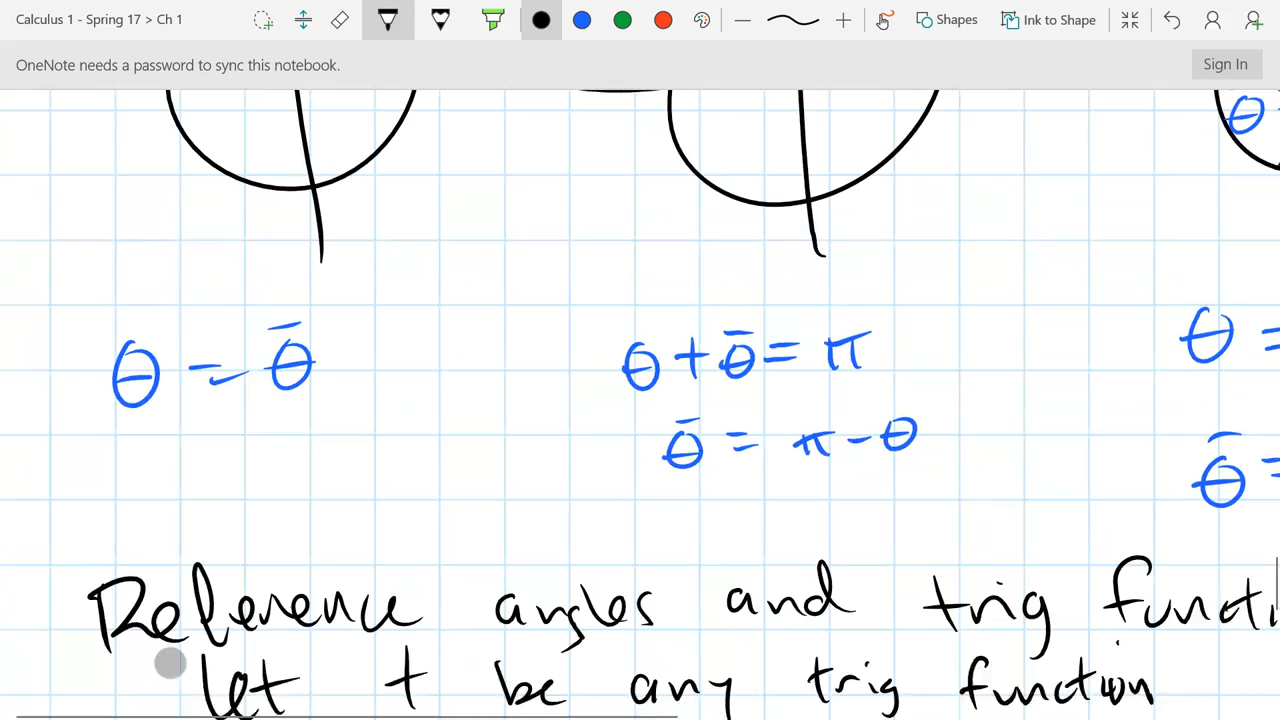 Calculus 1 - Spring 17 > Ch 1
Shapes
Ink to Shape
OneNote needs a password to sync this notebook.
Sign In
θ =
θ = θ̄
θ + θ̄ = π
θ̄ = π - θ
θ =
θ̄ =
Reference angles and trig functi
let t be any trig function